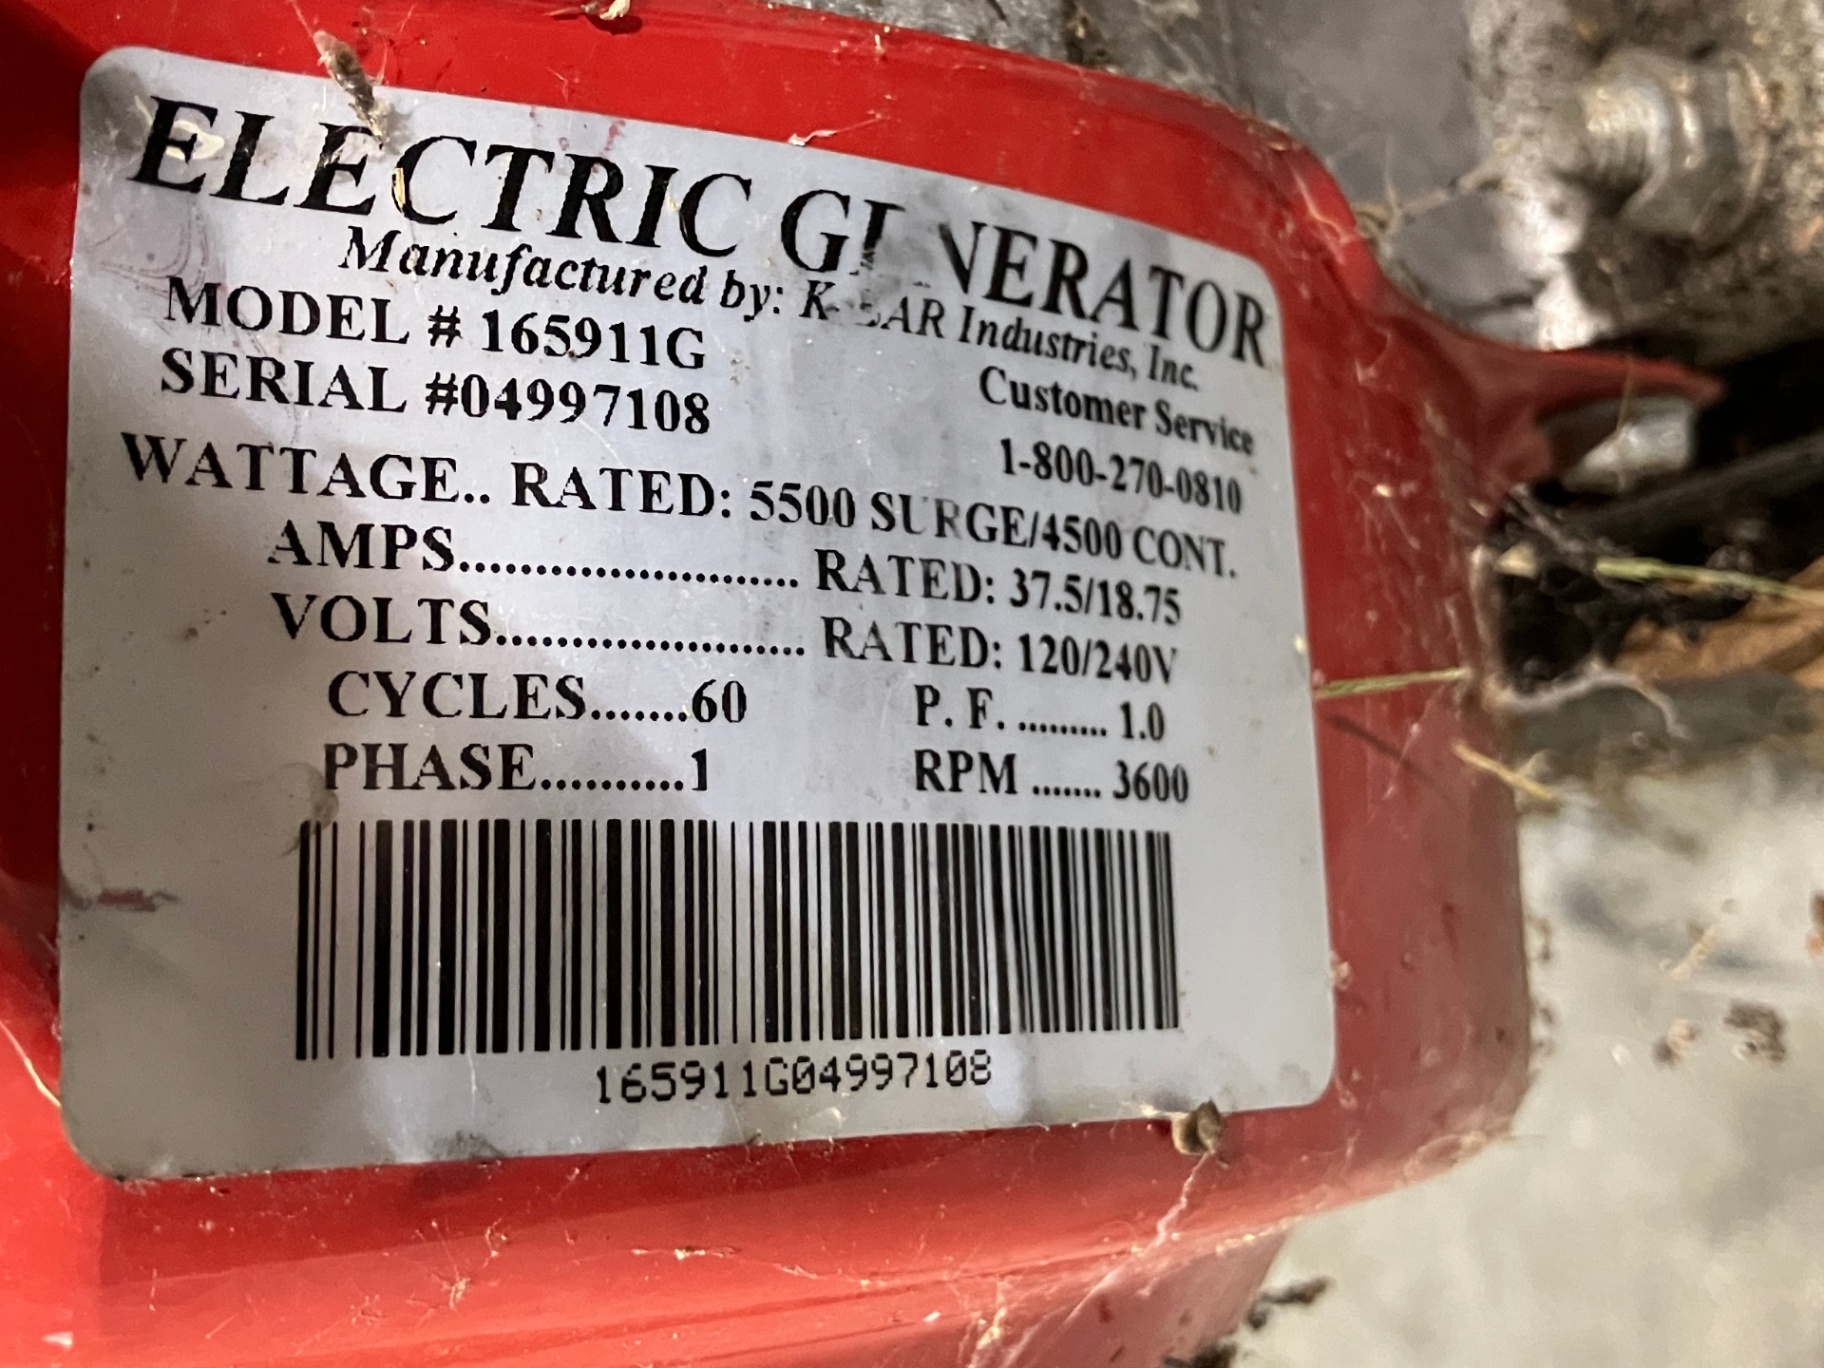 ELECTRIC GENERATOR
Manufactured by: K- BAR Industries, Inc.
MODEL # 165911G
SERIAL #04997108
Customer Service
1-800-270-0810
WATTAGE.. RATED: 5500 SURGE/4500 CONT.
AMPS........................... RATED: 37.5/18.75
VOLTS......................... RATED: 120/240V
CYCLES.......60
P. F. ......... 1.0
PHASE...........1
RPM ....... 3600
165911G04997108